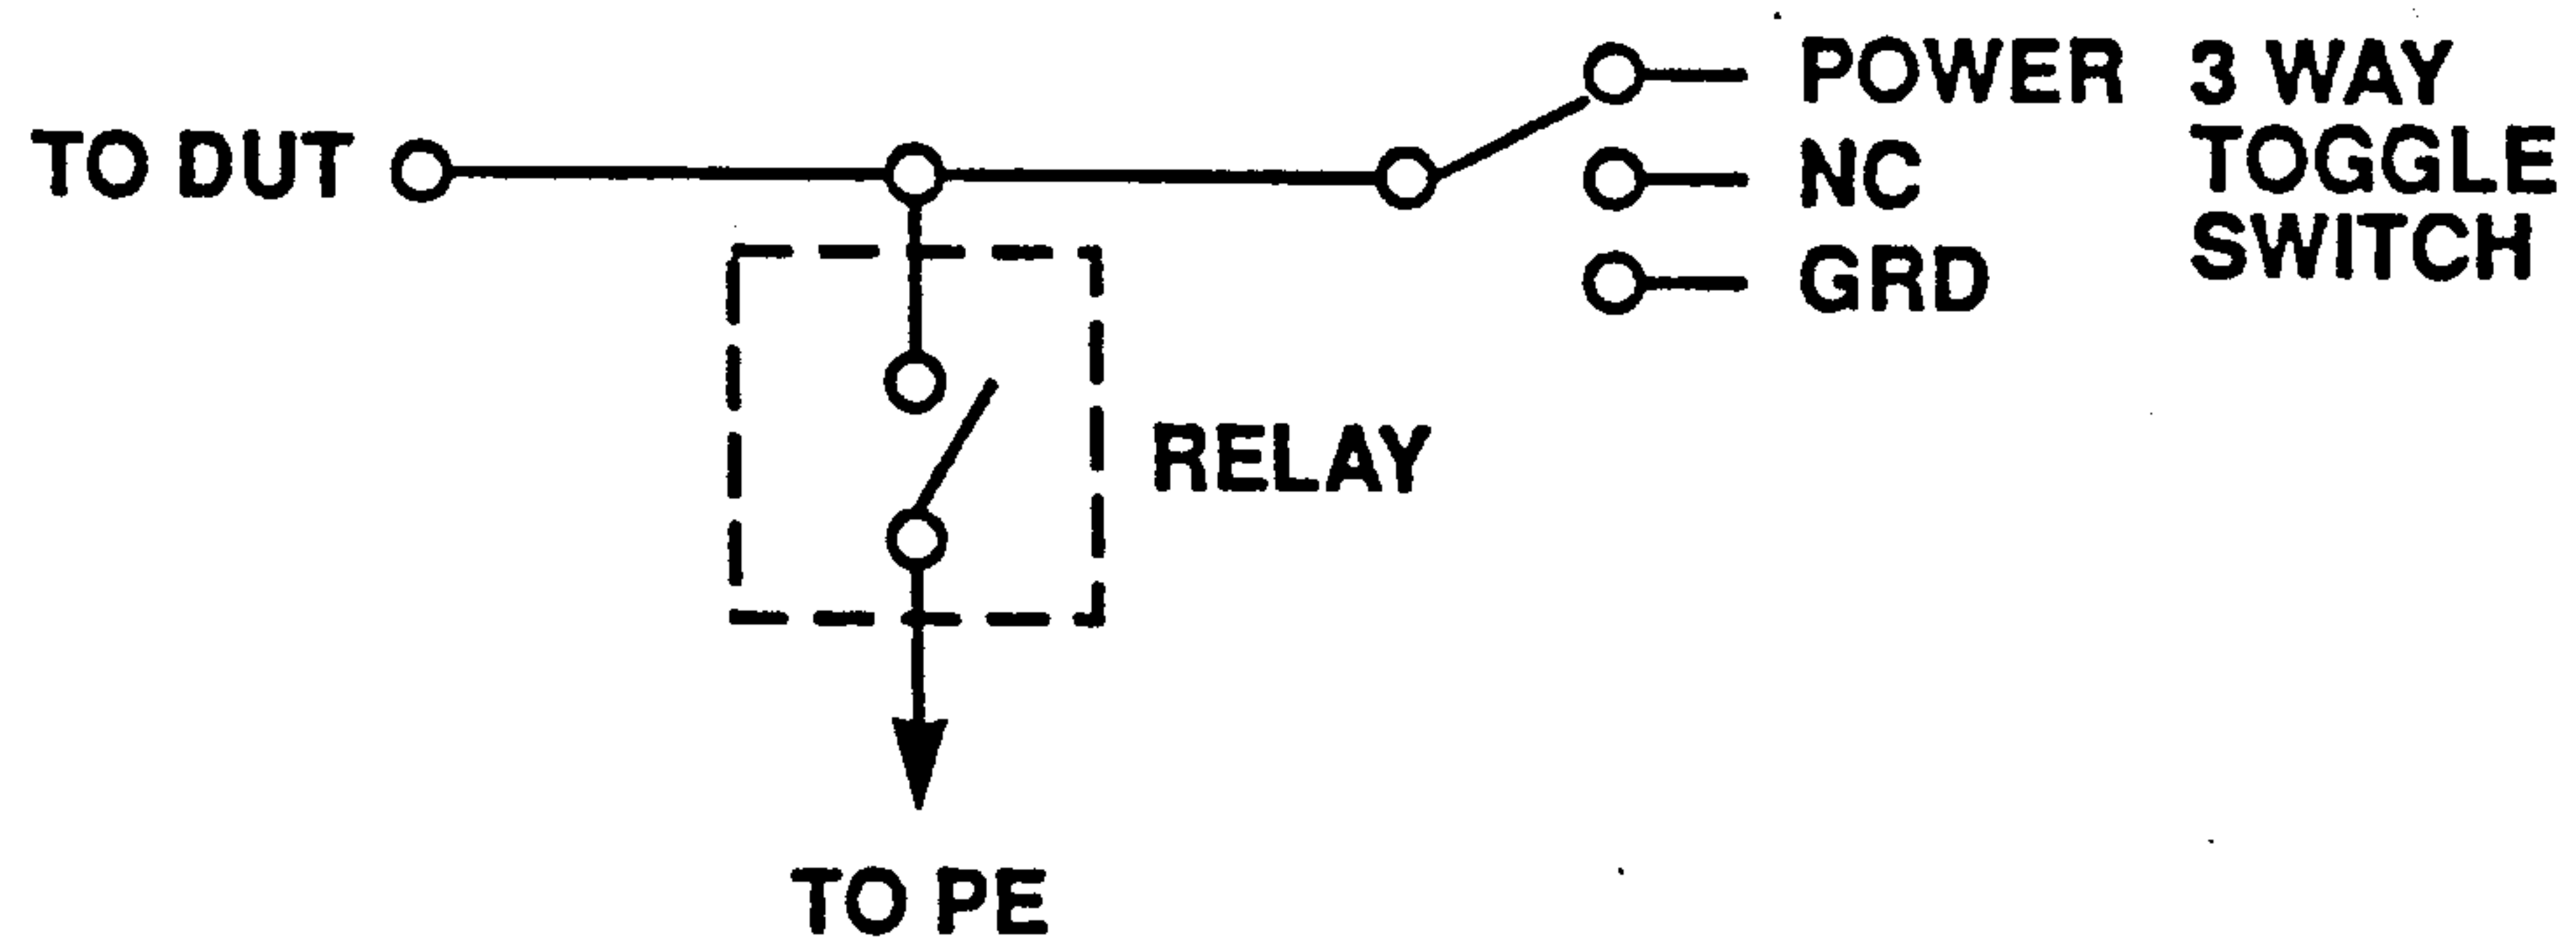 TO DUT
POWER
NC
GRD
3 WAY
TOGGLE
SWITCH
RELAY
TO PE